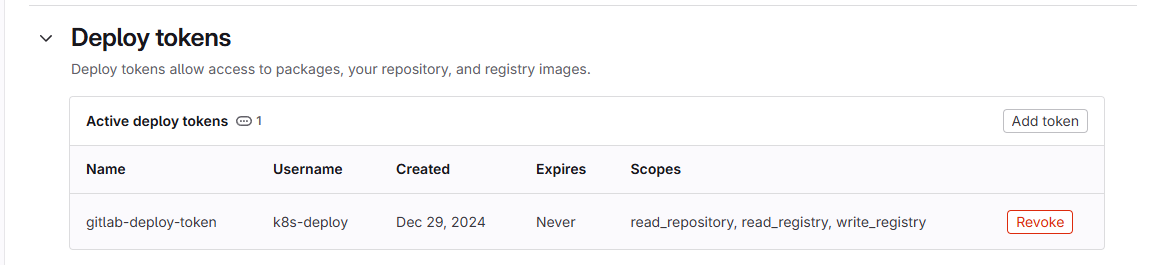 Deploy tokens
Deploy tokens allow access to packages, your repository, and registry images.
Active deploy tokens 1 Add token
Name Username Created Expires Scopes
gitlab-deploy-token k8s-deploy Dec 29, 2024 Never read_repository, read_registry, write_registry Revoke